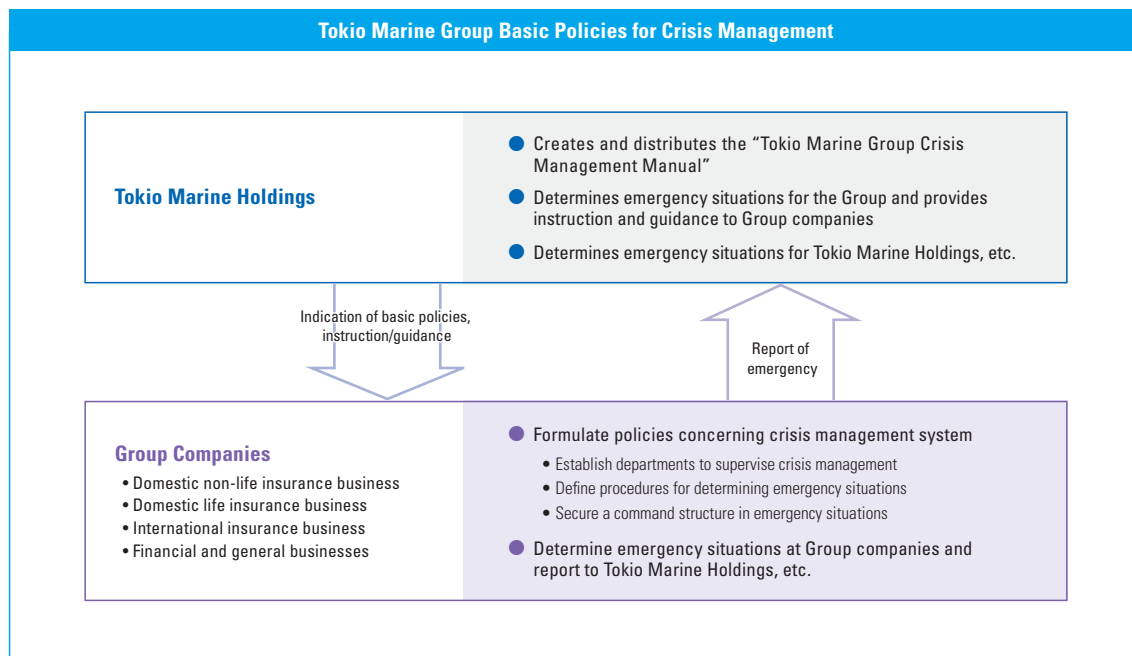 Tokio Marine Group Basic Policies for Crisis Management
Tokio Marine Holdings
● Creates and distributes the “Tokio Marine Group Crisis
Management Manual”
● Determines emergency situations for the Group and provides
instruction and guidance to Group companies
● Determines emergency situations for Tokio Marine Holdings, etc.
Indication of basic policies,
instruction/guidance
Report of
emergency
Group Companies
• Domestic non-life insurance business
• Domestic life insurance business
• International insurance business
• Financial and general businesses
● Formulate policies concerning crisis management system
• Establish departments to supervise crisis management
• Define procedures for determining emergency situations
• Secure a command structure in emergency situations
● Determine emergency situations at Group companies and
report to Tokio Marine Holdings, etc.